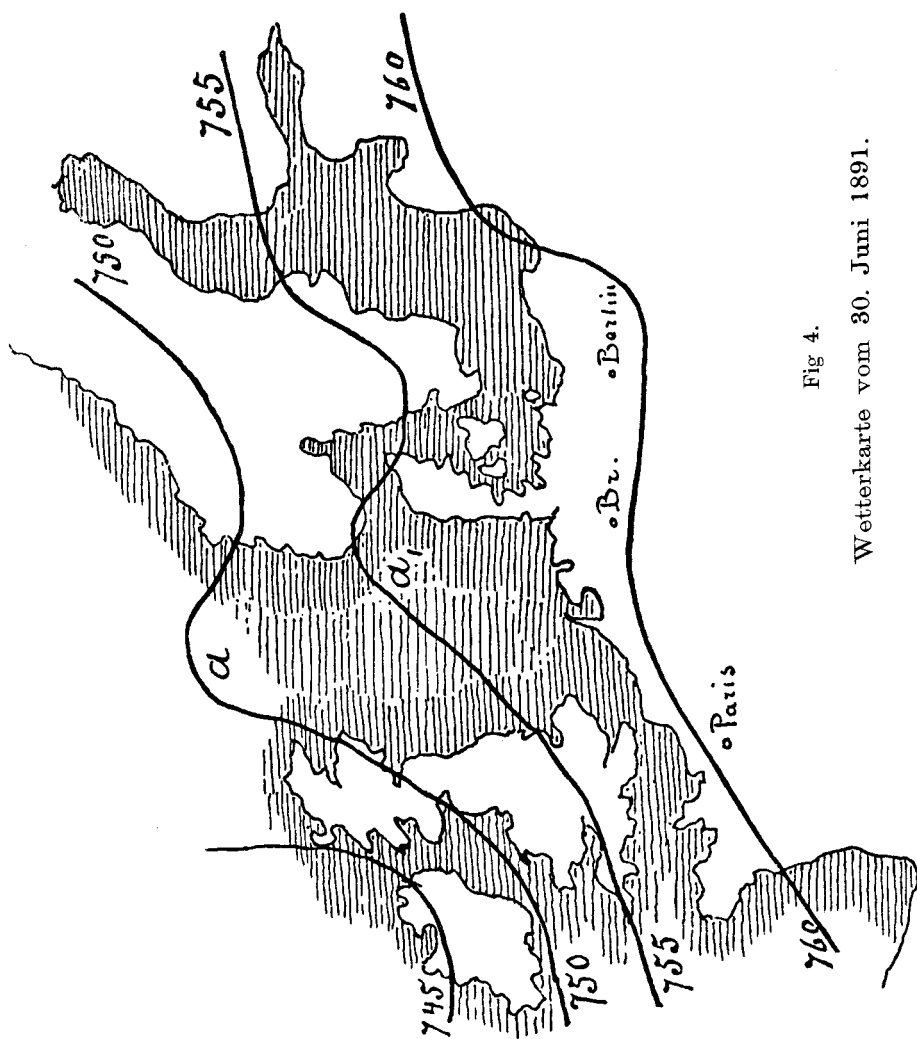 750
755
760
a
a₁
Berlin
Br.
Paris
745
750
755
760
Fig 4.
Wetterkarte vom 30. Juni 1891.